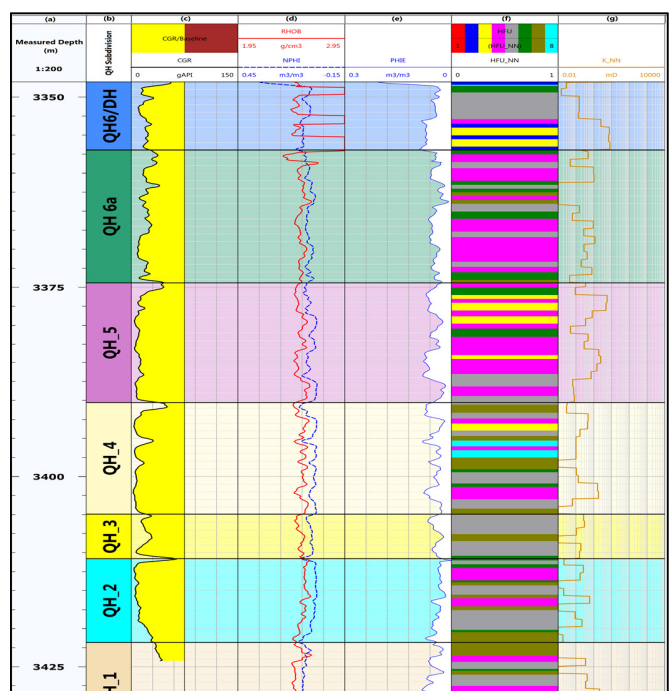 (a)
(b)
(c)
(d)
(e)
(f)
(g)
Measured Depth
(m)
1:200
QH Subdivision
CGR/Baseline
CGR
0 gAPI 150
RHOB
1.95 g/cm3 2.95
NPHI
0.45 m3/m3 -0.15
PHIE
0.3 m3/m3 0
HFU
1 (HFU_NN) 8
HFU_NN
0 1
K_NN
0.01 mD 10000
3350
QH6/DH
QH 6a
3375
QH_5
QH_4
3400
QH_3
QH_2
3425
H_1